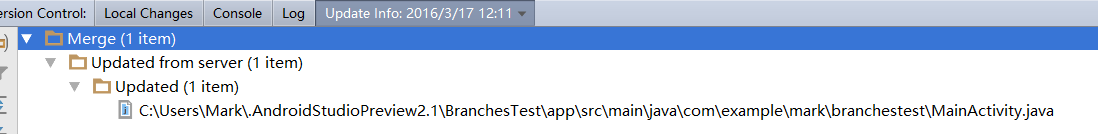 ersion Control: Local Changes Console Log Update Info: 2016/3/17 12:11
Merge (1 item)
Updated from server (1 item)
Updated (1 item)
C:\Users\Mark\.AndroidStudioPreview2.1\BranchesTest\app\src\main\java\com\example\mark\branchestest\MainActivity.java